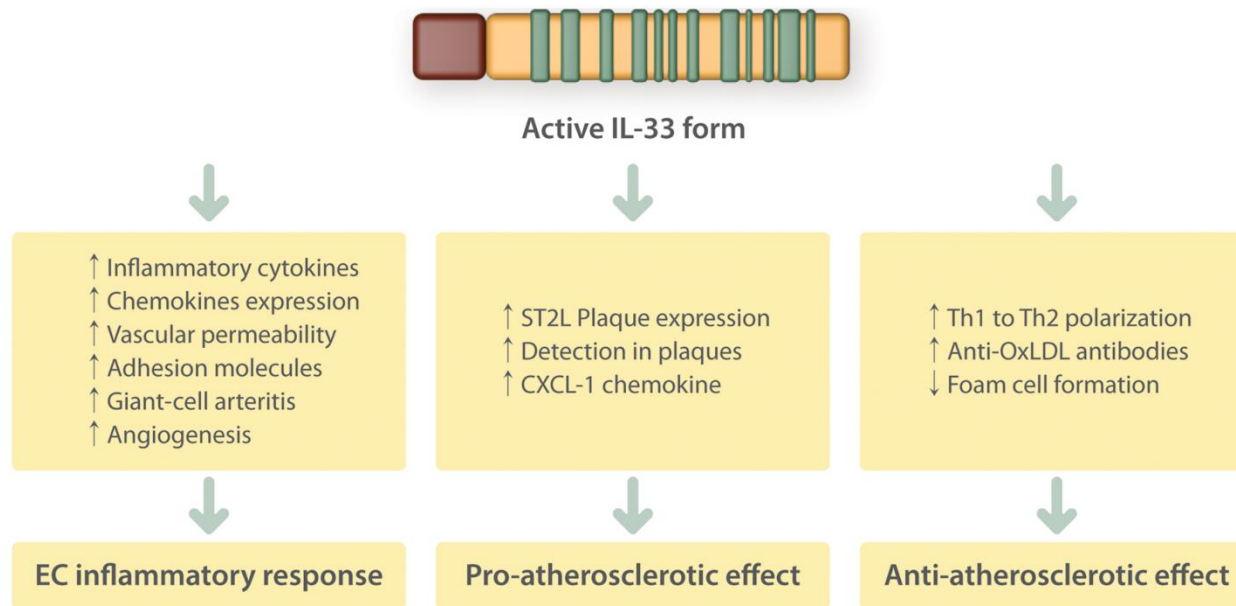 Active IL-33 form
↑ Inflammatory cytokines
↑ Chemokines expression
↑ Vascular permeability
↑ Adhesion molecules
↑ Giant-cell arteritis
↑ Angiogenesis
↑ ST2L Plaque expression
↑ Detection in plaques
↑ CXCL-1 chemokine
↑ Th1 to Th2 polarization
↑ Anti-OxLDL antibodies
↓ Foam cell formation
EC inflammatory response
Pro-atherosclerotic effect
Anti-atherosclerotic effect